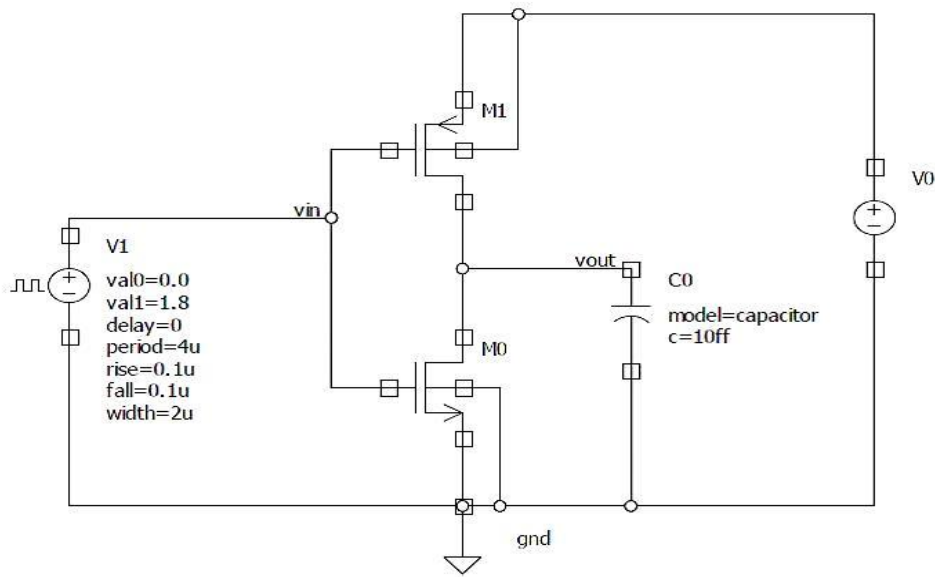 M1
V0
vin
V1
val0=0.0
val1=1.8
delay=0
period=4u
rise=0.1u
fall=0.1u
width=2u
vout
C0
model=capacitor
c=10ff
M0
gnd